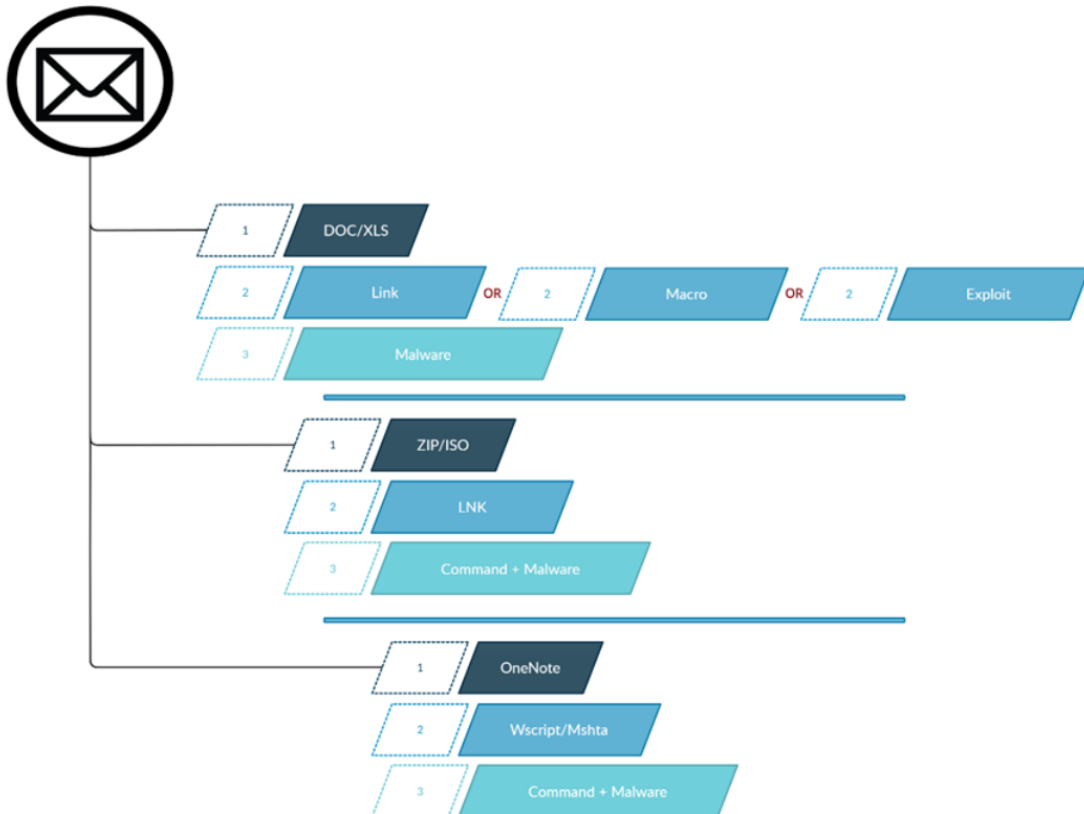 1 DOC/XLS
2 Link OR 2 Macro OR 2 Exploit
3 Malware
1 ZIP/ISO
2 LNK
3 Command + Malware
1 OneNote
2 Wscript/Mshta
3 Command + Malware